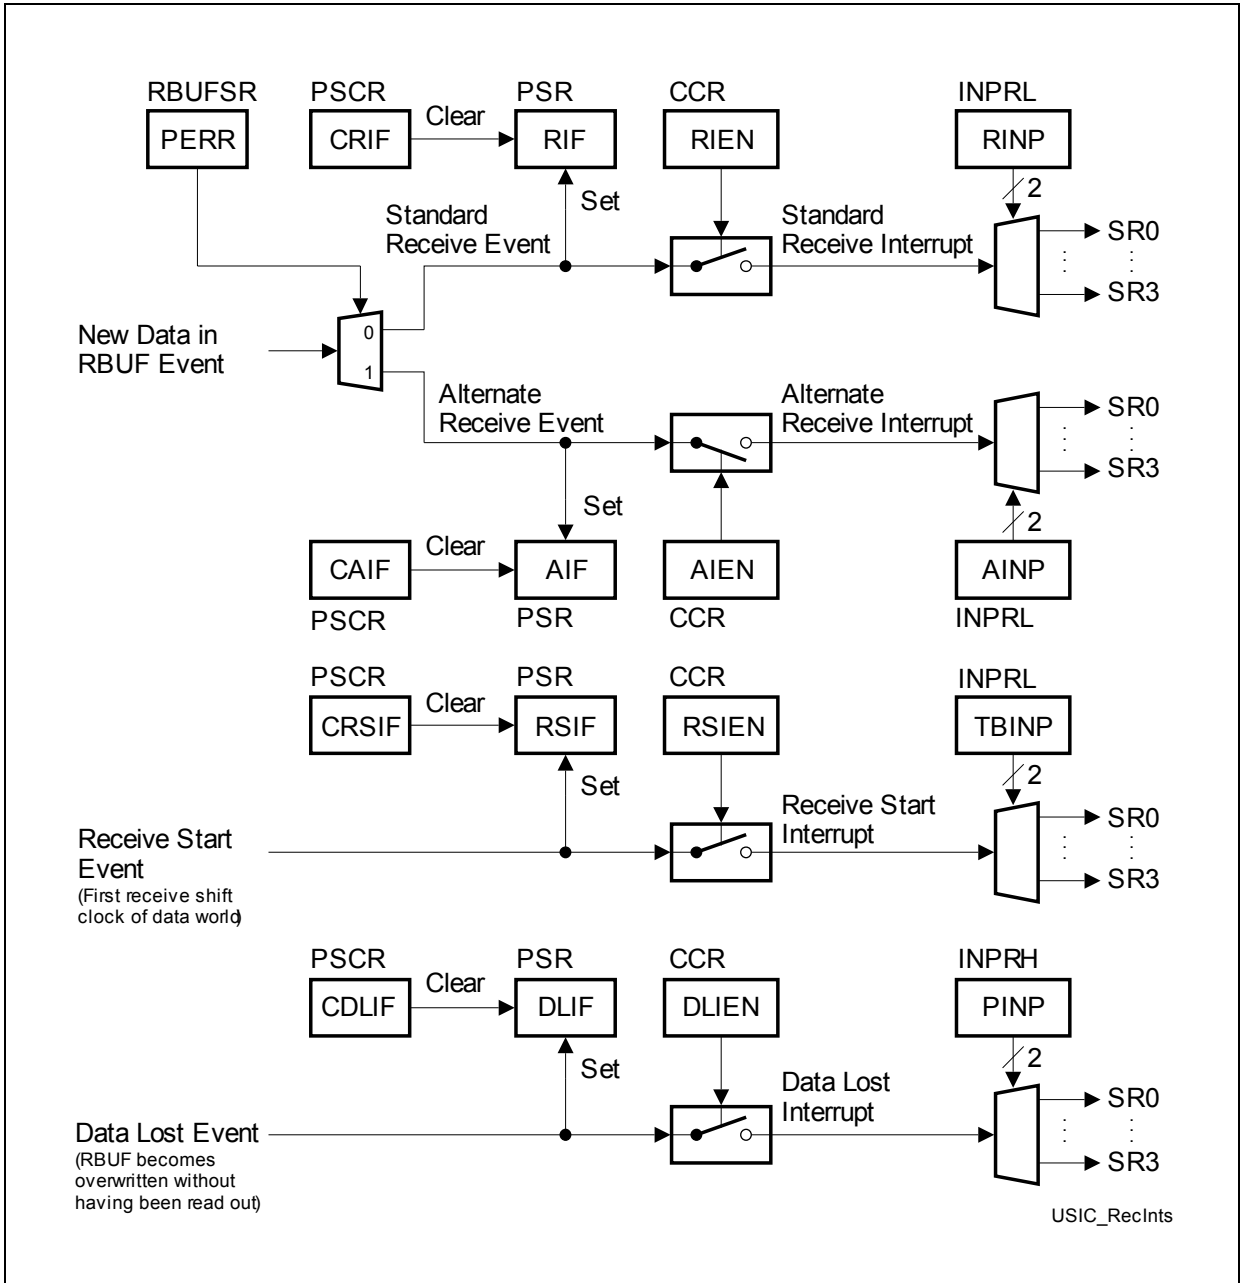 RBUFSR PSCR PSR CCR INPRL
PERR CRIF Clear RIF RIEN RINP
2
Set
Standard
Receive Event
Standard
Receive Interrupt
SR0
SR3
New Data in
RBUF Event
0
1
Alternate
Receive Event
Alternate
Receive Interrupt
SR0
SR3
Set
2
CAIF Clear AIF AIEN AINP
PSCR PSR CCR INPRL
PSCR PSR CCR INPRL
CRSIF Clear RSIF RSIEN TBINP
2
Set
Receive Start
Interrupt
SR0
SR3
Receive Start
Event
(First receive shift
clock of data world)
PSCR PSR CCR INPRH
CDLIF Clear DLIF DLIEN PINP
2
Set
Data Lost
Interrupt
SR0
SR3
Data Lost Event
(RBUF becomes
overwritten without
having been read out)
USIC_RecInts